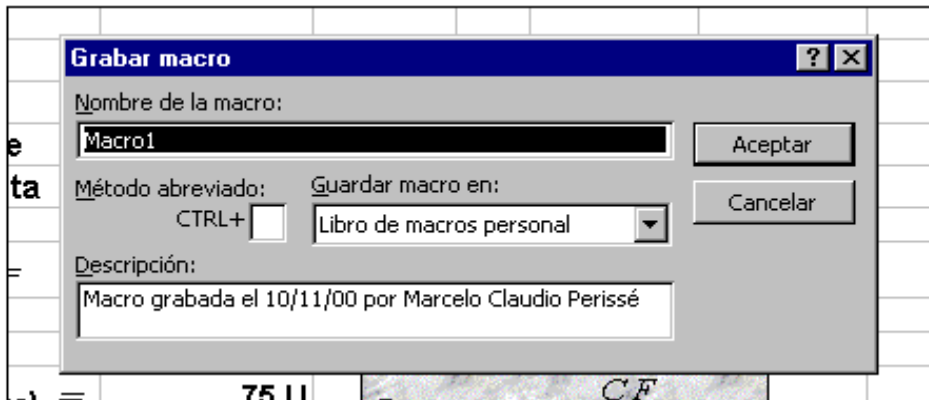 Grabar macro
Nombre de la macro:
Macro1
Aceptar
e
ta
Método abreviado:
Guardar macro en:
CTRL+
Libro de macros personal
Cancelar
=
Descripción:
Macro grabada el 10/11/00 por Marcelo Claudio Perissé
=
75 U
CF